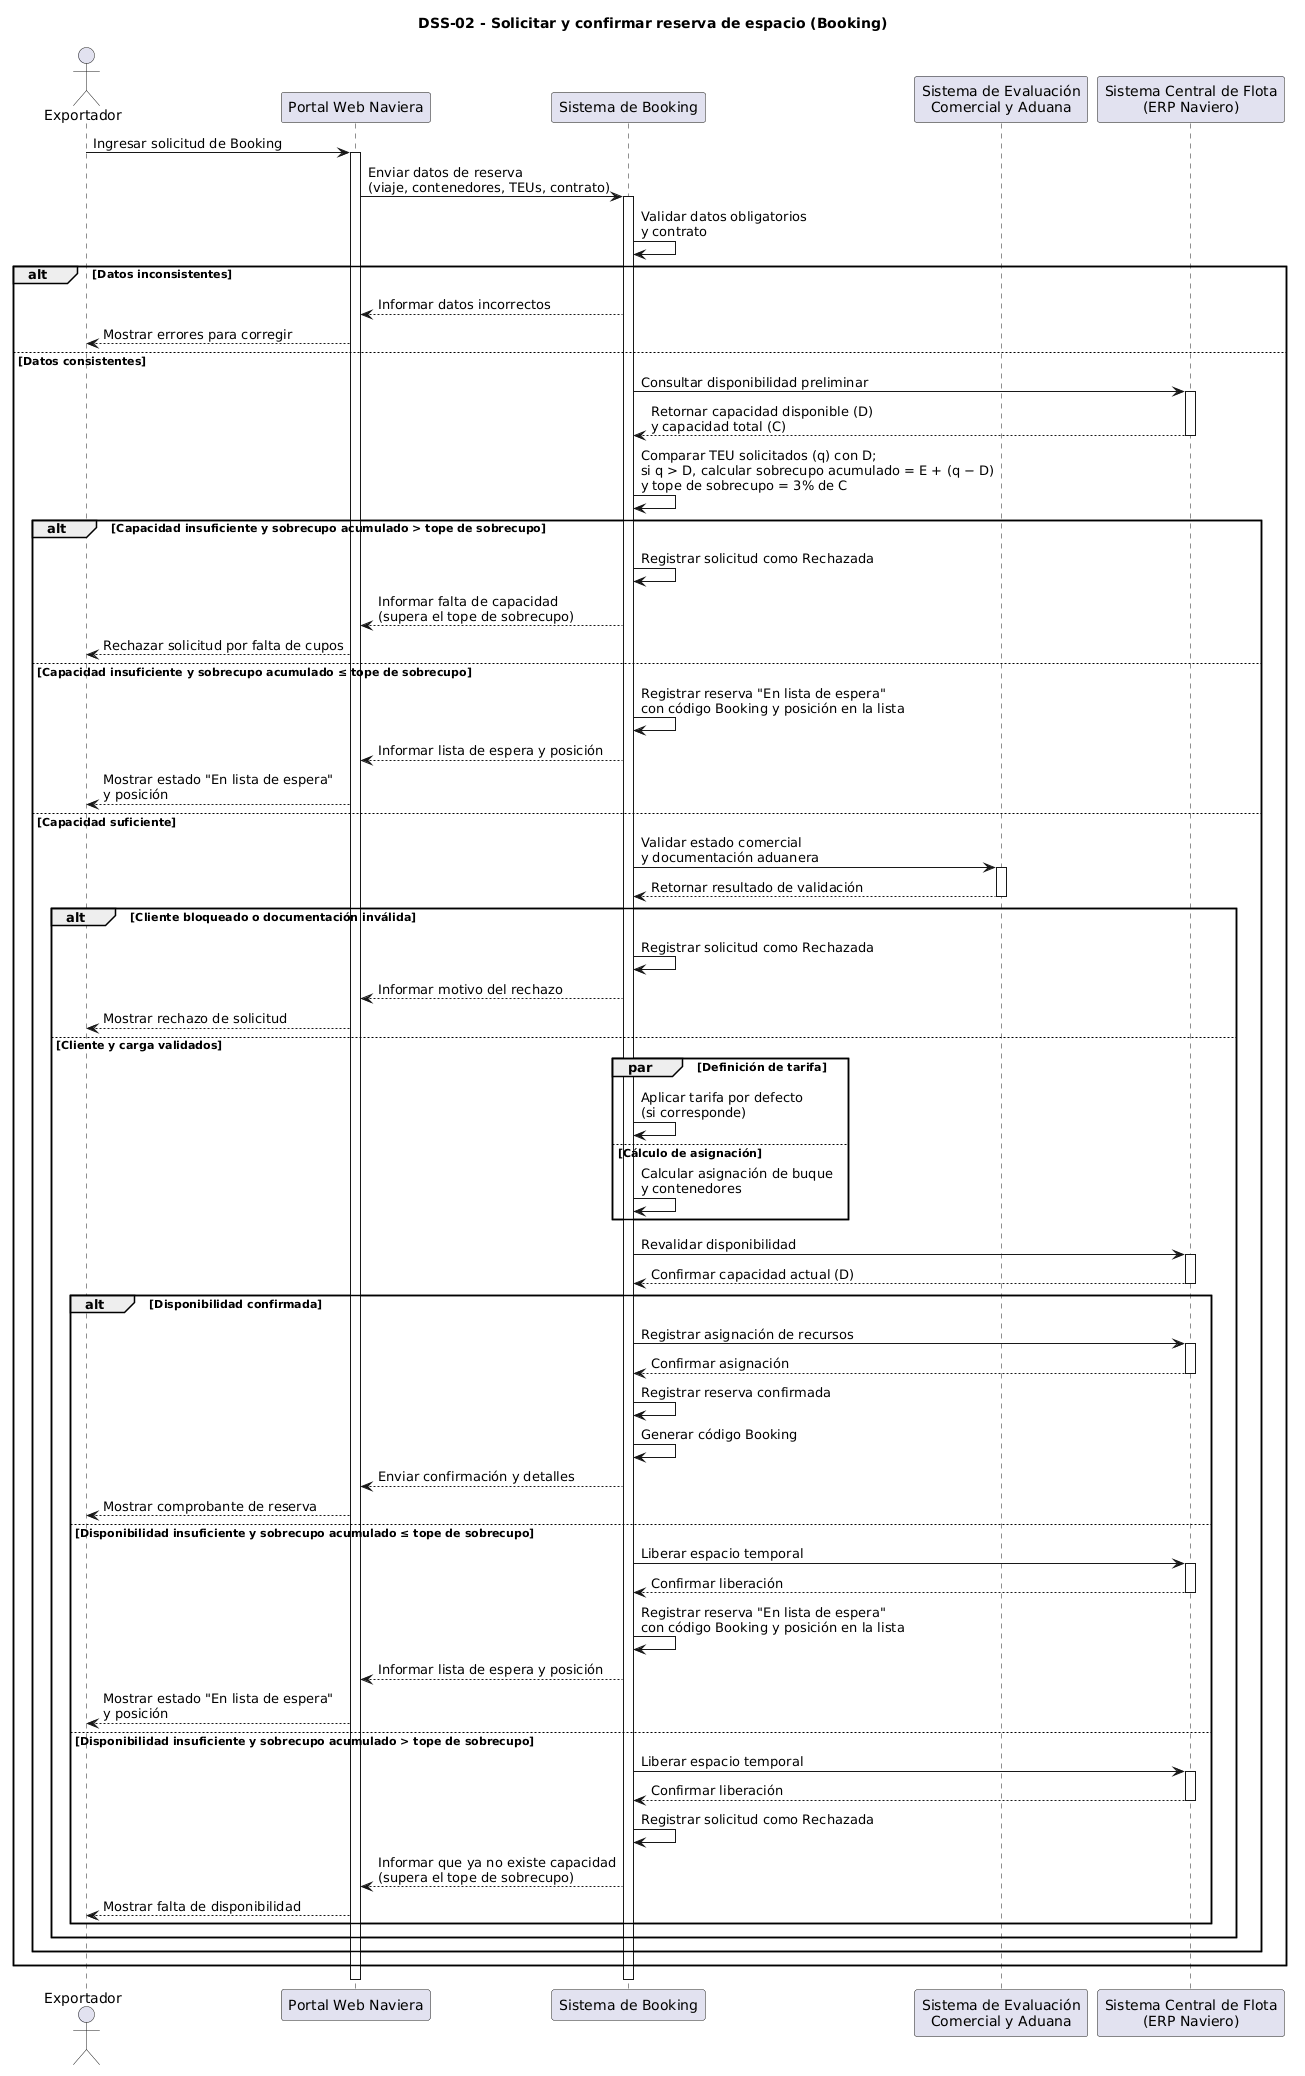 DSS-02 - Solicitar y confirmar reserva de espacio (Booking)
Exportador
Portal Web Naviera
Sistema de Booking
Sistema de Evaluación
Comercial y Aduana
Sistema Central de Flota
(ERP Naviero)
Ingresar solicitud de Booking
Enviar datos de reserva
(viaje, contenedores, TEUs, contrato)
Validar datos obligatorios
y contrato
alt [Datos inconsistentes]
Informar datos incorrectos
Mostrar errores para corregir
[Datos consistentes]
Consultar disponibilidad preliminar
Retornar capacidad disponible (D)
y capacidad total (C)
Comparar TEU solicitados (q) con D;
si q > D, calcular sobrecupo acumulado = E + (q − D)
y tope de sobrecupo = 3% de C
alt [Capacidad insuficiente y sobrecupo acumulado > tope de sobrecupo]
Registrar solicitud como Rechazada
Informar falta de capacidad
(supera el tope de sobrecupo)
Rechazar solicitud por falta de cupos
[Capacidad insuficiente y sobrecupo acumulado ≤ tope de sobrecupo]
Registrar reserva "En lista de espera"
con código Booking y posición en la lista
Informar lista de espera y posición
Mostrar estado "En lista de espera"
y posición
[Capacidad suficiente]
Validar estado comercial
y documentación aduanera
Retornar resultado de validación
alt [Cliente bloqueado o documentación inválida]
Registrar solicitud como Rechazada
Informar motivo del rechazo
Mostrar rechazo de solicitud
[Cliente y carga validados]
par [Definición de tarifa]
Aplicar tarifa por defecto
(si corresponde)
[Cálculo de asignación]
Calcular asignación de buque
y contenedores
Revalidar disponibilidad
Confirmar capacidad actual (D)
alt [Disponibilidad confirmada]
Registrar asignación de recursos
Confirmar asignación
Registrar reserva confirmada
Generar código Booking
Enviar confirmación y detalles
Mostrar comprobante de reserva
[Disponibilidad insuficiente y sobrecupo acumulado ≤ tope de sobrecupo]
Liberar espacio temporal
Confirmar liberación
Registrar reserva "En lista de espera"
con código Booking y posición en la lista
Informar lista de espera y posición
Mostrar estado "En lista de espera"
y posición
[Disponibilidad insuficiente y sobrecupo acumulado > tope de sobrecupo]
Liberar espacio temporal
Confirmar liberación
Registrar solicitud como Rechazada
Informar que ya no existe capacidad
(supera el tope de sobrecupo)
Mostrar falta de disponibilidad
Exportador
Portal Web Naviera
Sistema de Booking
Sistema de Evaluación
Comercial y Aduana
Sistema Central de Flota
(ERP Naviero)